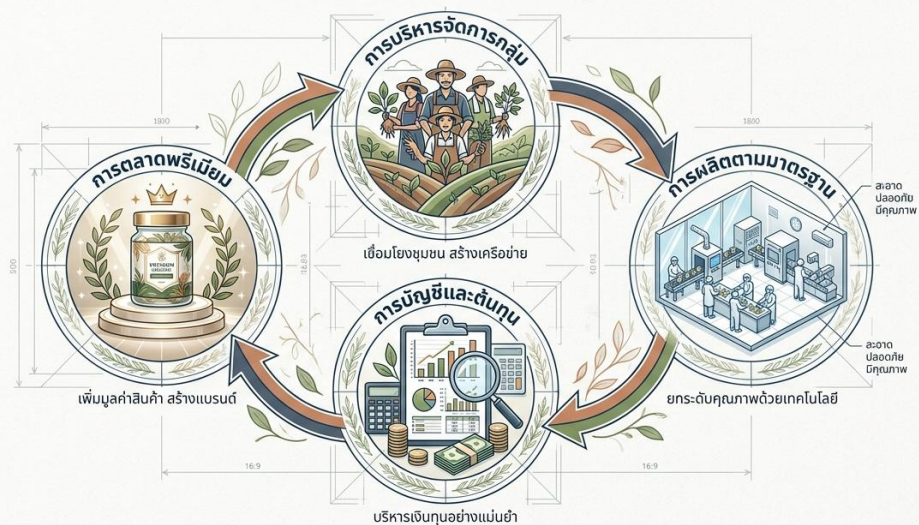 การบริหารจัดการกลุ่ม
เชื่อมโยงชุมชน สร้างเครือข่าย
การผลิตตามมาตรฐาน
สะอาด
ปลอดภัย
มีคุณภาพ
สะอาด
ปลอดภัย
มีคุณภาพ
ยกระดับคุณภาพด้วยเทคโนโลยี
การบัญชีและต้นทุน
บริหารเงินทุนอย่างแม่นยำ
การตลาดพรีเมียม
เพิ่มมูลค่าสินค้า สร้างแบรนด์
16:9
16:9